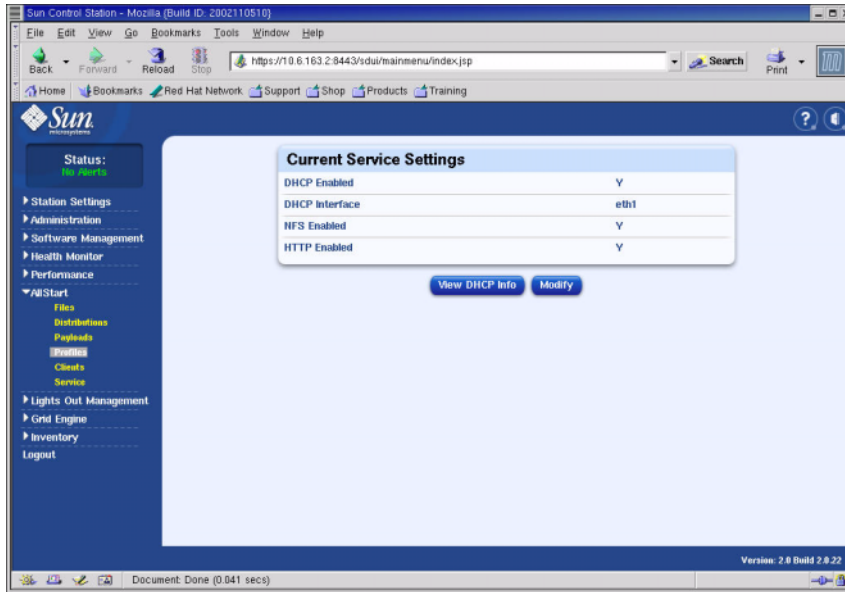 Sun Control Station - Mozilla {Build ID: 2002110510}
File Edit View Go Bookmarks Tools Window Help
Back Forward Reload Stop https://10.6.163.2:8443/sdui/mainmenu/index.jsp Search Print
Home Bookmarks Red Hat Network Support Shop Products Training
Sun
microsystems
?
Status:
No Alerts
Station Settings
Administration
Software Management
Health Monitor
Performance
AllStart
Files
Distributions
Payloads
Profiles
Clients
Service
Lights Out Management
Grid Engine
Inventory
Logout
Current Service Settings
DHCP Enabled Y
DHCP Interface eth1
NFS Enabled Y
HTTP Enabled Y
View DHCP Info Modify
Version: 2.0 Build 2.0.22
Document: Done (0.041 secs)